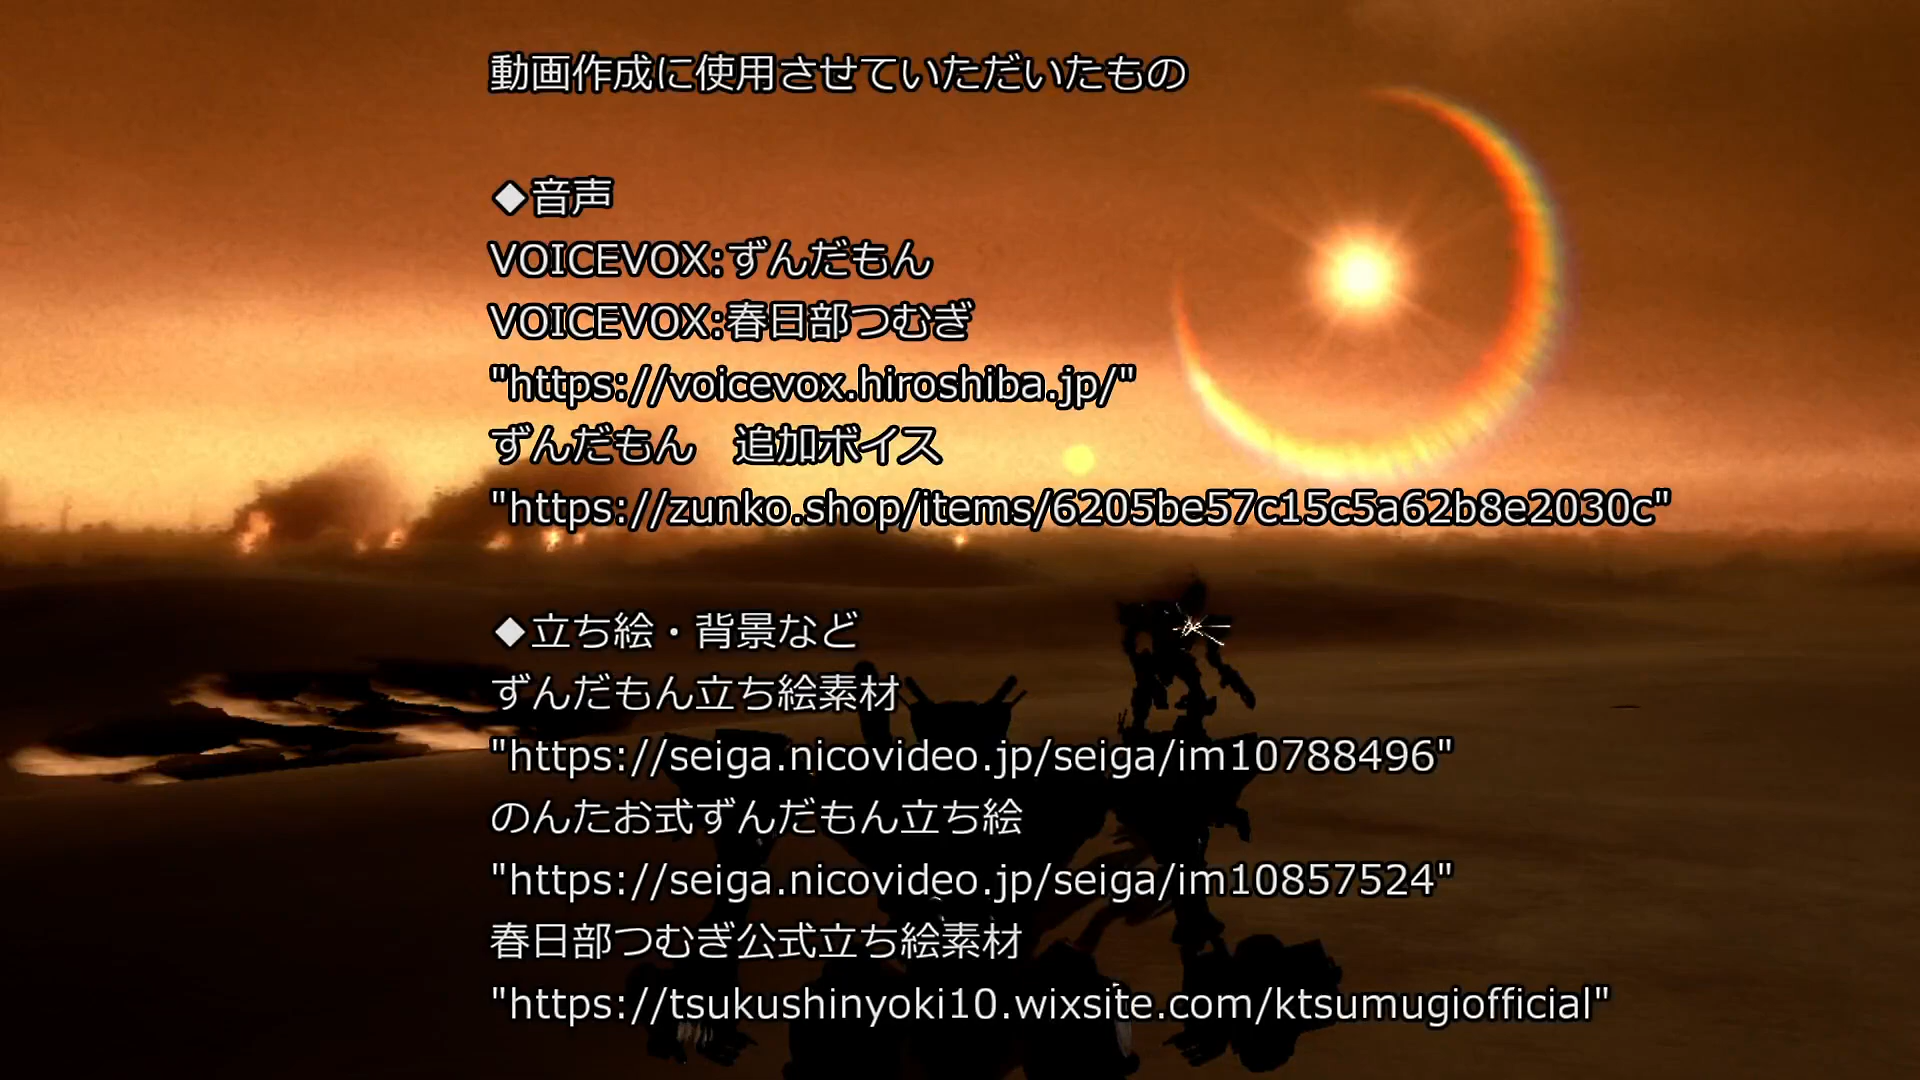 動画作成に使用させていただいたもの
◆音声
VOICEVOX:ずんだもん
VOICEVOX:春日部つむぎ
"https://voicevox.hiroshiba.jp/"
ずんだもん　追加ボイス
"https://zunko.shop/items/6205be57c15c5a62b8e2030c"
◆立ち絵・背景など
ずんだもん立ち絵素材
"https://seiga.nicovideo.jp/seiga/im10788496"
のんたお式ずんだもん立ち絵
"https://seiga.nicovideo.jp/seiga/im10857524"
春日部つむぎ公式立ち絵素材
"https://tsukushinyoki10.wixsite.com/ktsumugiofficial"